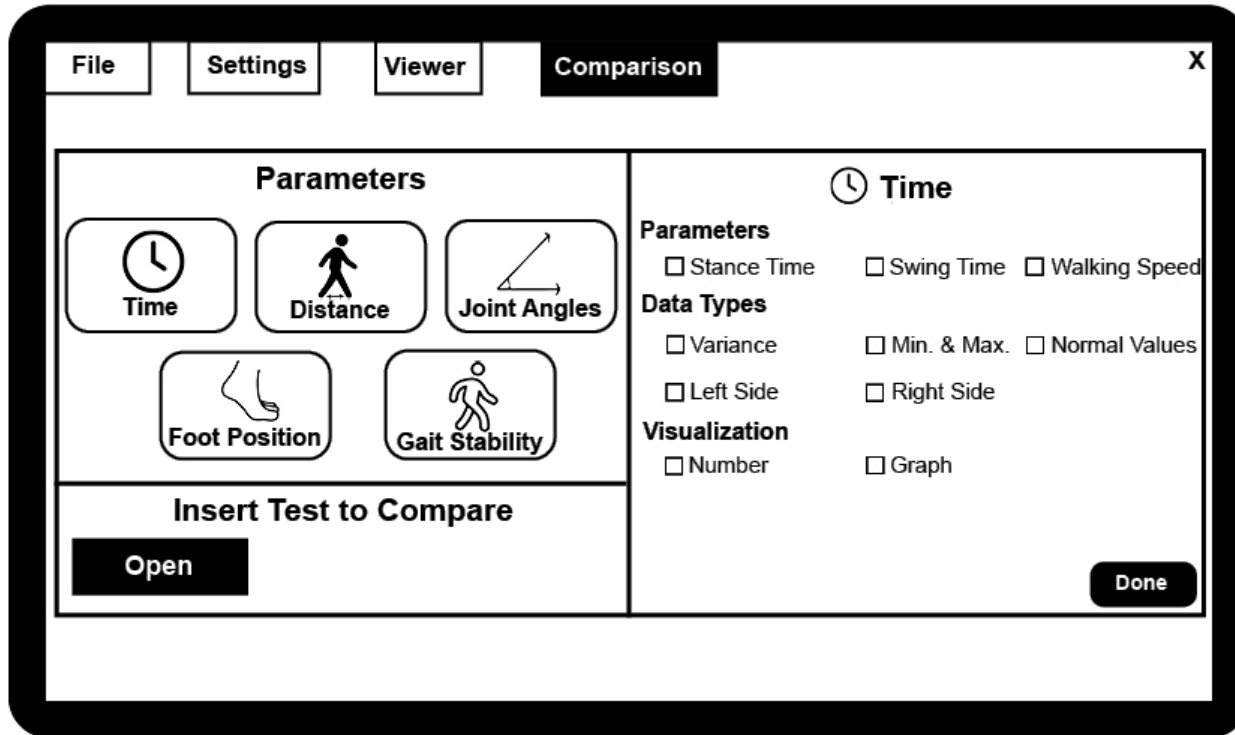 File Settings Viewer Comparison X
Parameters
Time
Distance
Joint Angles
Foot Position
Gait Stability
Insert Test to Compare
Open
Time
Parameters
Stance Time Swing Time Walking Speed
Data Types
Variance Min. & Max. Normal Values
Left Side Right Side
Visualization
Number Graph
Done